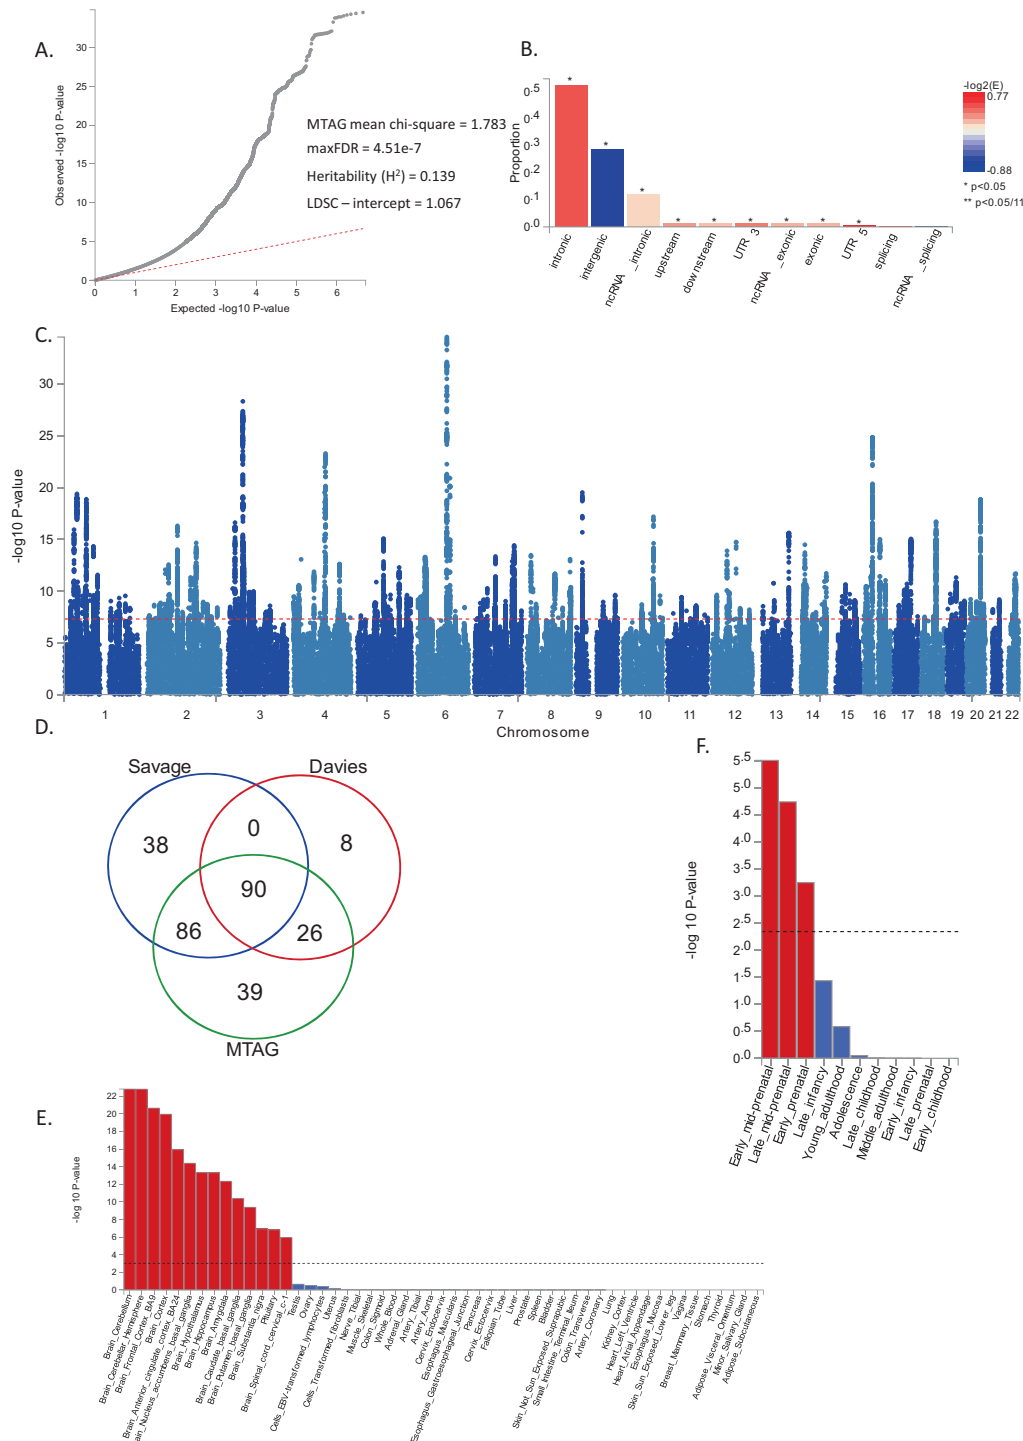 A.
Observed -log10 P-value
30
25
20
15
10
5
0
0 1 2 3 4 5 6
Expected -log10 P-value
MTAG mean chi-square = 1.783
maxFDR = 4.51e-7
Heritability (H²) = 0.139
LDSC – intercept = 1.067
B.
Proportion
0.5
0.4
0.3
0.2
0.1
0.0
* * * * * * * * *
intronic
intergenic
ncRNA _intronic
upstream
downstream
UTR 3
ncRNA _exonic
exonic
UTR 5
splicing
ncRNA _splicing
-log2(E)
0.77
-0.88
* p<0.05
** p<0.05/11
C.
-log10 P-value
30
25
20
15
10
5
0
1 2 3 4 5 6 7 8 9 10 11 12 13 14 15 16 17 18 19 20 21 22
Chromosome
D.
Savage
Davies
38
0
8
90
86
26
39
MTAG
F.
-log 10 P-value
5.5
5.0
4.5
4.0
3.5
3.0
2.5
2.0
1.5
1.0
0.5
0.0
Early_mid-prenatal
Late_mid-prenatal
Early_prenatal
Late_infancy
Young_adulthood
Adolescence
Late_childhood
Middle_adulthood
Early_infancy
Late_prenatal
Early_childhood
E.
-log 10 P-value
22
20
18
16
14
12
10
8
6
4
2
0
Brain_Cerebellum
Brain_Cerebellar_Hemisphere
Brain_Frontal_Cortex_BA9
Brain_Cortex
Brain_Anterior_cingulate_cortex_BA24
ain_Nucleus_accumbens_basal_ganglia
Brain_Hypothalamus
Brain_Hippocampus
Brain_Amygdala
Brain_Caudate_basal_ganglia
Brain_Putamen_basal_ganglia
Brain_Substantia_nigra
Pituitary
Brain_Spinal_cord_cervical_c-1
Testis
Ovary
Cells_EBV-transformed_lymphocytes
Uterus
Cells_Transformed_fibroblasts
Nerve_Tibial
Muscle_Skeletal
Colon_Sigmoid
Whole_Blood
Adrenal_Gland
Artery_Tibial
Artery_Aorta
Cervix_Endocervix
Esophagus_Muscularis
Esophagus_Gastroesophageal_Junction
Pancreas
Cervix_Ectocervix
Fallopian_Tube
Liver
Prostate
Spleen
Bladder
Skin_Not_Sun_Exposed_Suprapubic
Small_Intestine_Terminal_Ileum
Colon_Transverse
Artery_Coronary
Lung
Kidney_Cortex
Heart_Left_Ventricle
Heart_Atrial_Appendage
Esophagus_Mucosa
Skin_Sun_Exposed_Lower_leg
Vagina
Breast_Memmary_Tissue
Stomach
Thyroid
Adipose_Visceral_Omentum
Minor_Salivary_Gland
Adipose_Subcutaneous